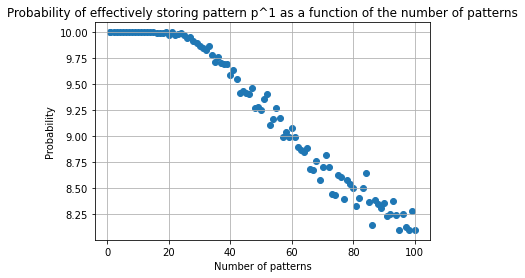 Probability of effectively storing pattern p^1 as a function of the number of patterns
10.00
9.75
9.50
9.25
9.00
8.75
8.50
8.25
Probability
0 20 40 60 80 100
Number of patterns